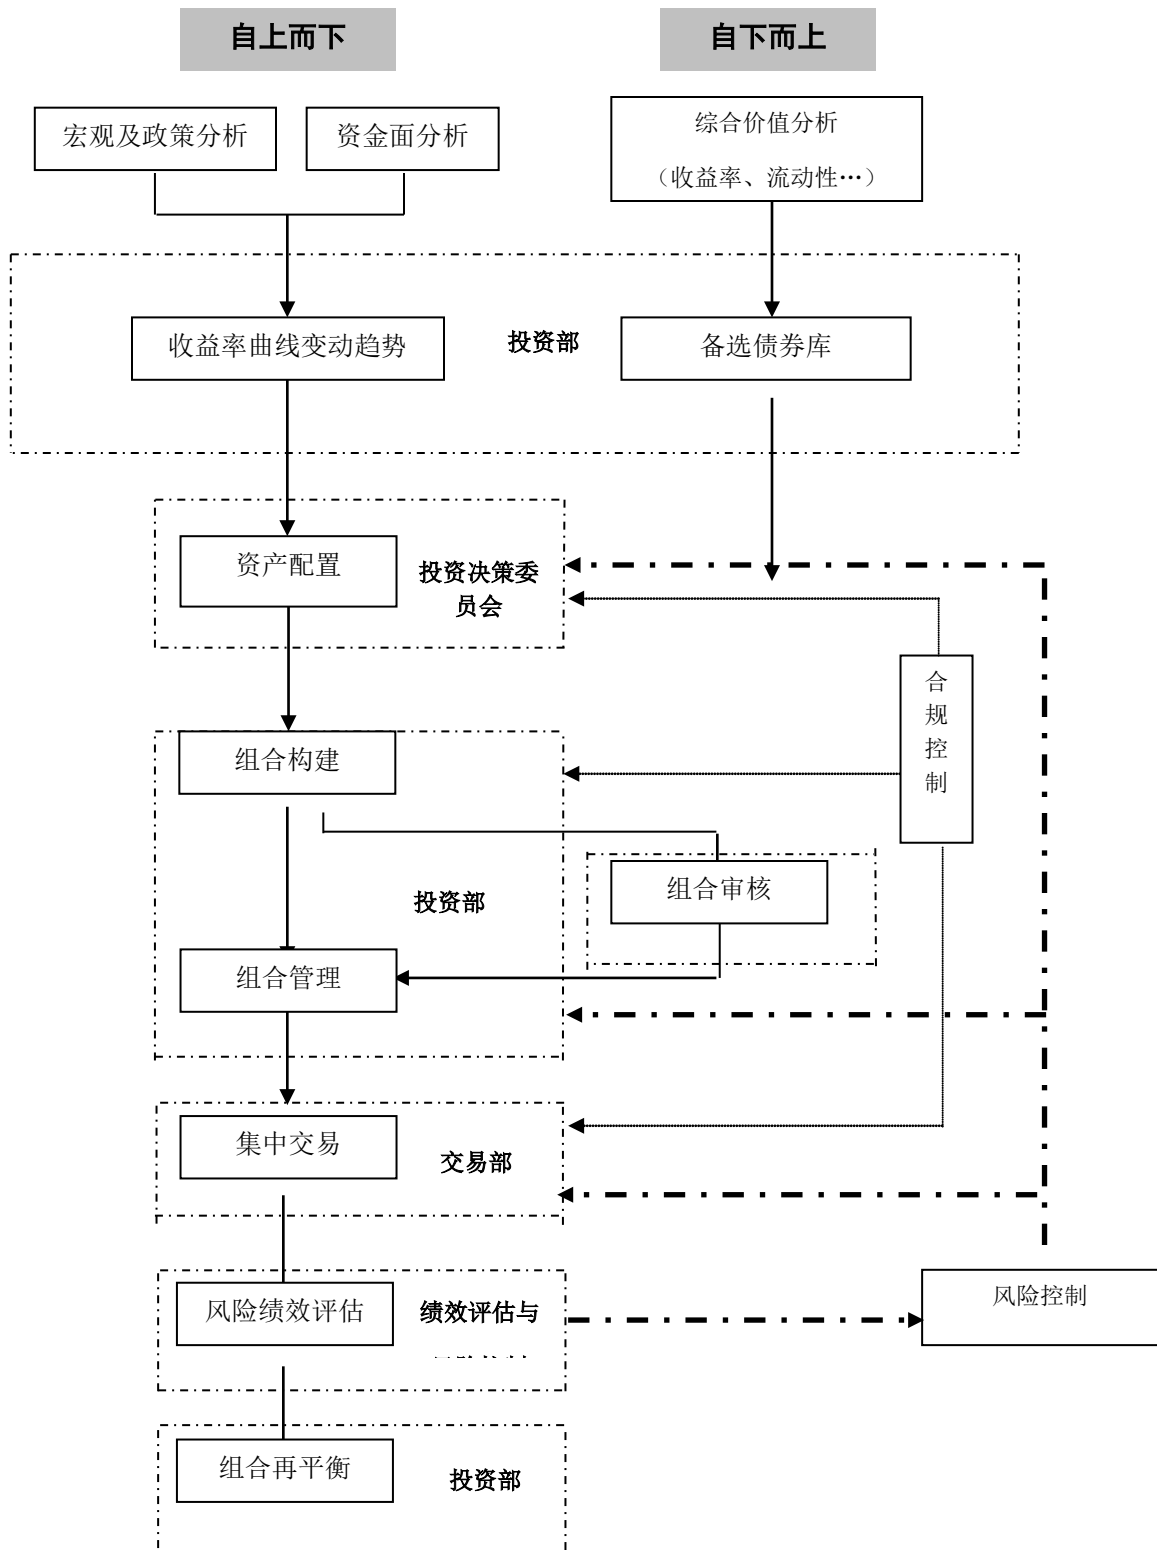 自上而下
自下而上
宏观及政策分析
资金面分析
综合价值分析
（收益率、流动性…）
收益率曲线变动趋势
投资部
备选债券库
资产配置
投资决策委
员会
合
规
控
制
组合构建
组合审核
投资部
组合管理
集中交易
交易部
风险绩效评估
绩效评估与
风险控制
组合再平衡
投资部